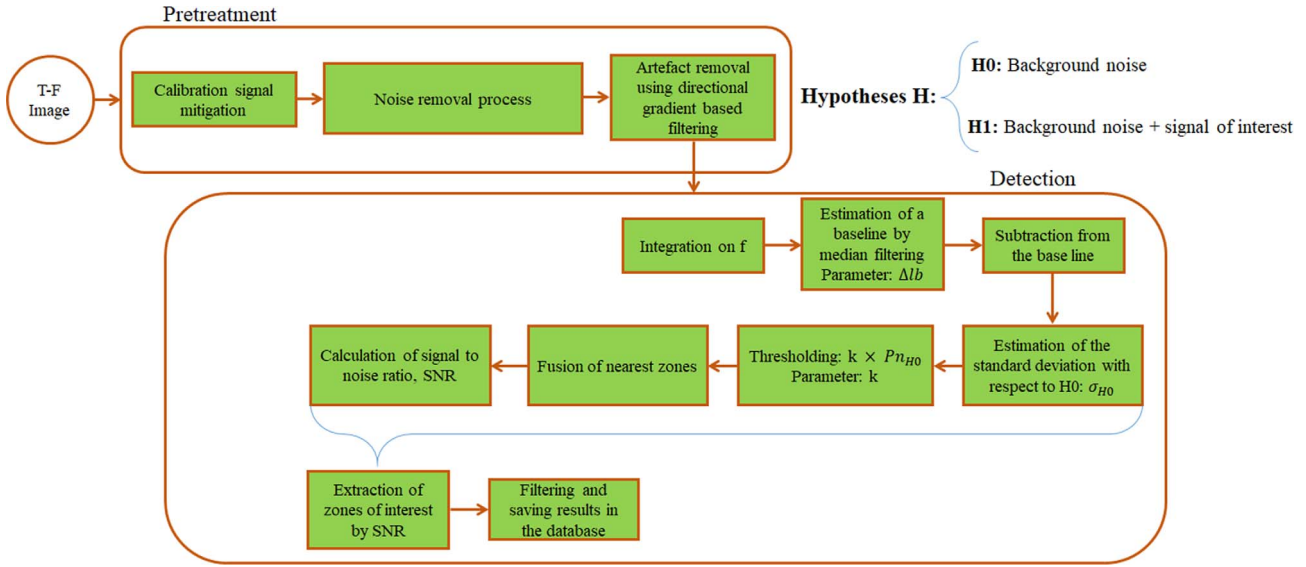 Pretreatment
T-F
Image
Calibration signal
mitigation
Noise removal process
Artefact removal
using directional
gradient based
filtering
Hypotheses H:
H0: Background noise
H1: Background noise + signal of interest
Detection
Integration on f
Estimation of a
baseline by
median filtering
Parameter: Δlb
Subtraction from
the base line
Estimation of the
standard deviation with
respect to H0: σ_H0
Thresholding: k × Pn_H0
Parameter: k
Fusion of nearest zones
Calculation of signal to
noise ratio, SNR
Extraction of
zones of interest
by SNR
Filtering and
saving results in
the database